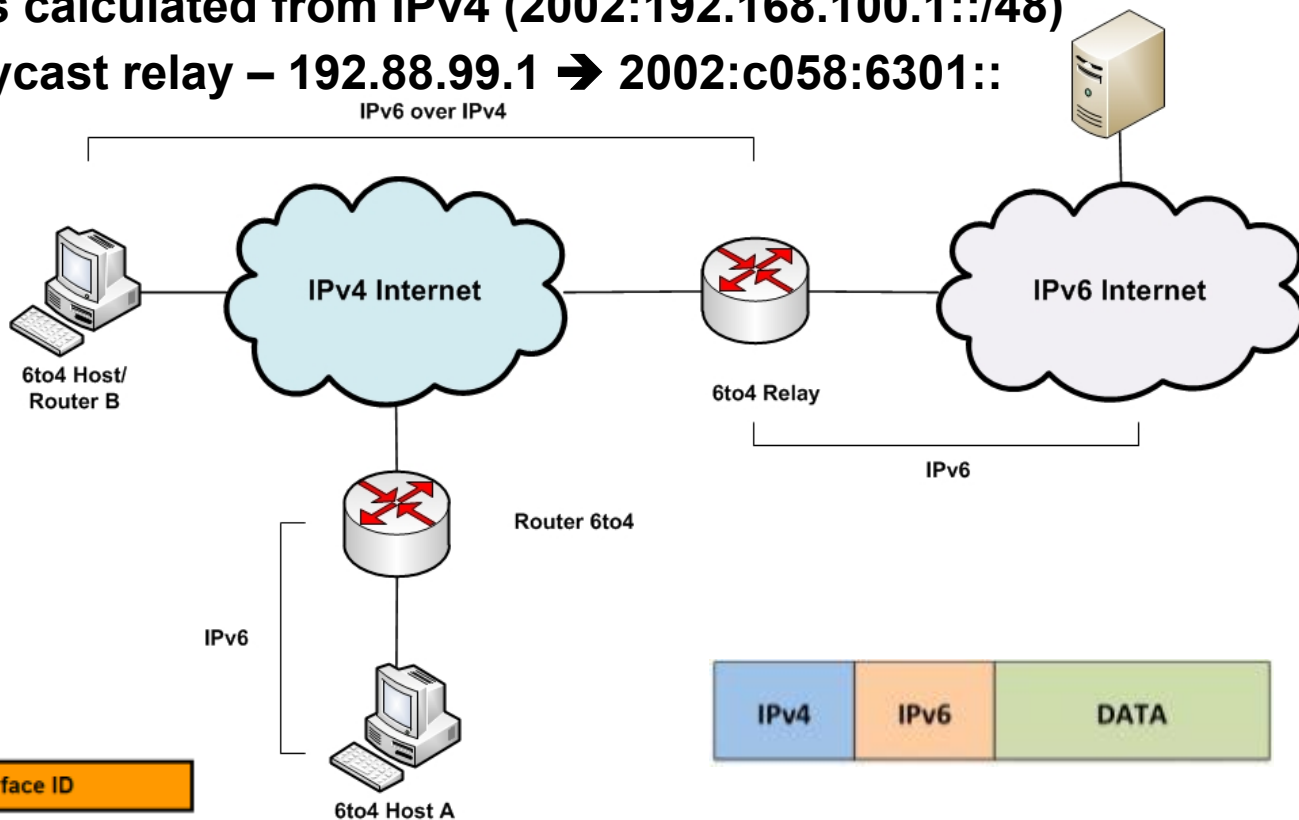 s calculated from IPv4 (2002:192.168.100.1::/48)
ycast relay – 192.88.99.1 ➔ 2002:c058:6301::
IPv6 over IPv4
IPv4 Internet
IPv6 Internet
6to4 Host/
Router B
6to4 Relay
IPv6
Router 6to4
IPv6
IPv4 IPv6 DATA
face ID
6to4 Host A